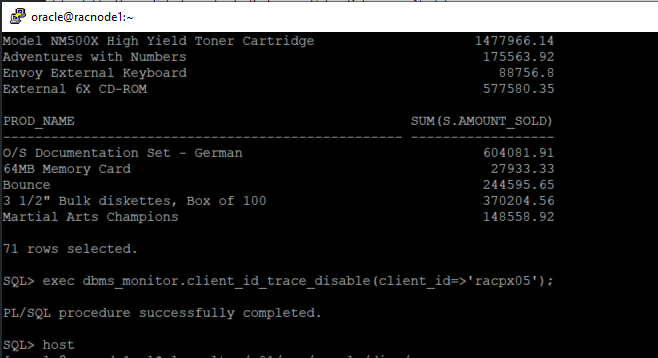 oracle@racnode1:~
Model NM500X High Yield Toner Cartridge 1477966.14
Adventures with Numbers 175563.92
Envoy External Keyboard 88756.8
External 6X CD-ROM 577580.35
PROD_NAME SUM(S.AMOUNT_SOLD)
-------------------------------------------------- ------------------
O/S Documentation Set - German 604081.91
64MB Memory Card 27933.33
Bounce 244595.65
3 1/2" Bulk diskettes, Box of 100 370204.56
Martial Arts Champions 148558.92
71 rows selected.
SQL> exec dbms_monitor.client_id_trace_disable(client_id=>'racpx05');
PL/SQL procedure successfully completed.
SQL> host